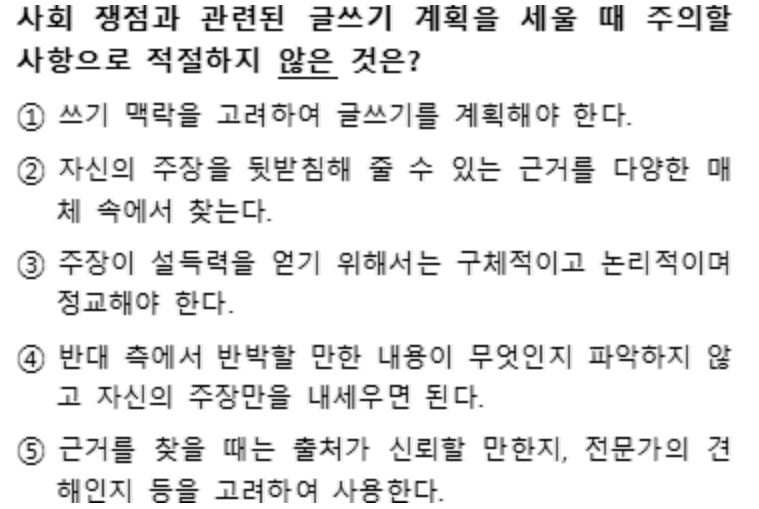 사회 쟁점과 관련된 글쓰기 계획을 세울 때 주의할
사항으로 적절하지 않은 것은?
① 쓰기 맥락을 고려하여 글쓰기를 계획해야 한다.
② 자신의 주장을 뒷받침해 줄 수 있는 근거를 다양한 매
체 속에서 찾는다.
③ 주장이 설득력을 얻기 위해서는 구체적이고 논리적이며
정교해야 한다.
④ 반대 측에서 반박할 만한 내용이 무엇인지 파악하지 않
고 자신의 주장만을 내세우면 된다.
⑤ 근거를 찾을 때는 출처가 신뢰할 만한지, 전문가의 견
해인지 등을 고려하여 사용한다.